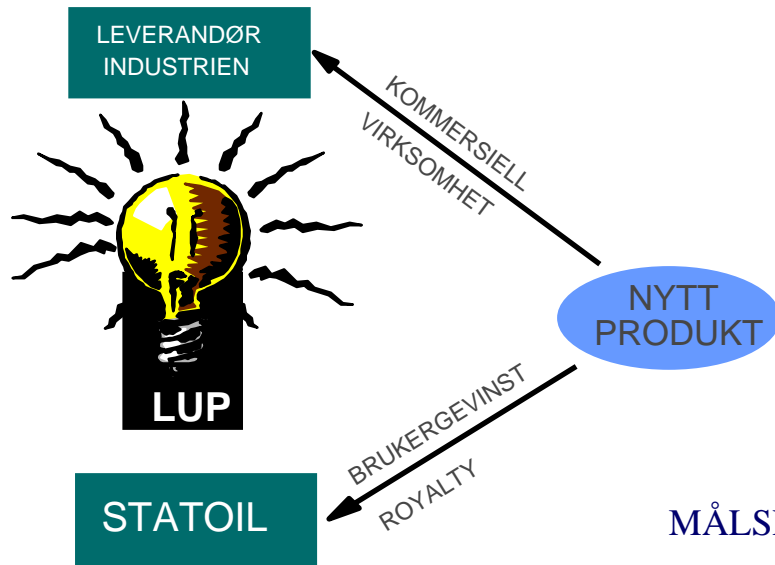 LEVERANDØR
INDUSTRIEN
KOMMERSIELL
VIRKSOMHET
NYTT
PRODUKT
LUP
BRUKERGEVINST
ROYALTY
STATOIL